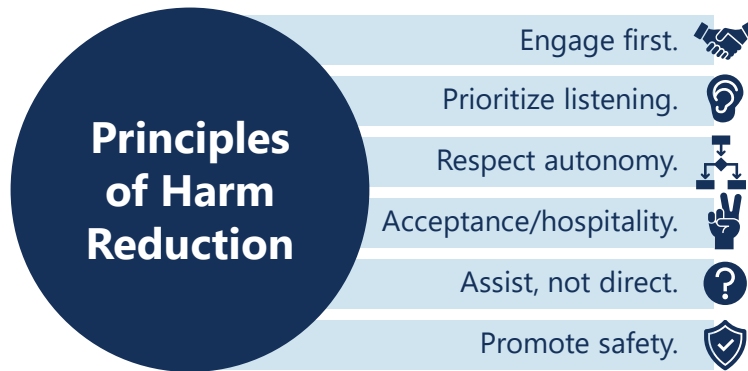 Principles
of Harm
Reduction
Engage first.
Prioritize listening.
Respect autonomy.
Acceptance/hospitality.
Assist, not direct.
Promote safety.